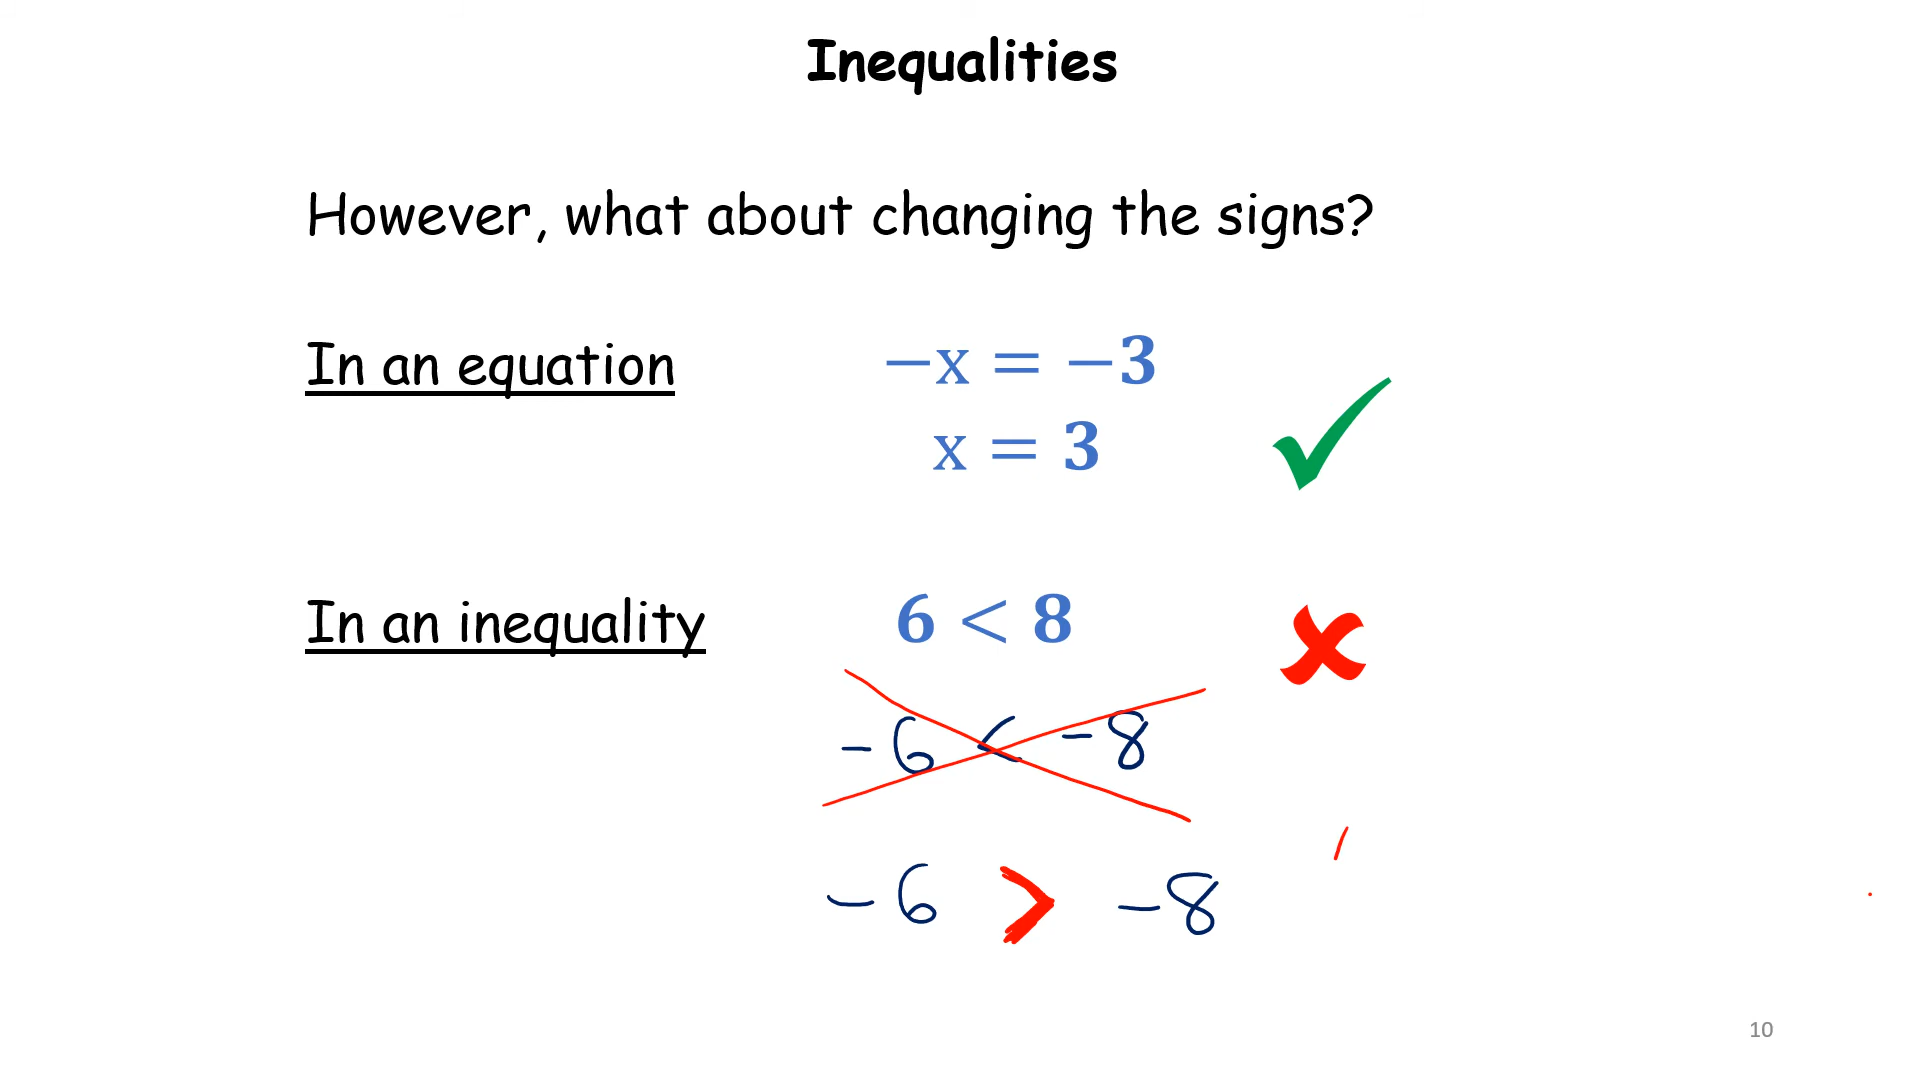 Inequalities
However, what about changing the signs?
In an equation
−x = −3
x = 3
In an inequality
6 < 8
-6 < -8
-6 > -8
10